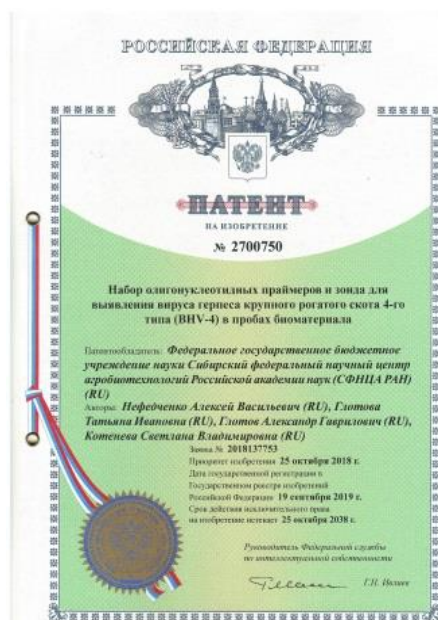 РОССИЙСКАЯ ФЕДЕРАЦИЯ
ПАТЕНТ
НА ИЗОБРЕТЕНИЕ
№ 2700750
Набор олигонуклеотидных праймеров и зонда для
выявления вируса герпеса крупного рогатого скота 4-го
типа (BHV-4) в пробах биоматериала
Патентообладатель: Федеральное государственное бюджетное
учреждение науки Сибирский федеральный научный центр
агробиотехнологий Российской академии наук (СФНЦА РАН)
(RU)
Авторы: Нефедченко Алексей Васильевич (RU), Глотова
Татьяна Ивановна (RU), Глотов Александр Гаврилович (RU),
Котенева Светлана Владимировна (RU)
Заявка № 2018137753
Приоритет изобретения 25 октября 2018 г.
Дата государственной регистрации в
Государственном реестре изобретений
Российской Федерации 19 сентября 2019 г.
Срок действия исключительного права
на изобретение истекает 25 октября 2038 г.
Руководитель Федеральной службы
по интеллектуальной собственности
Г.П. Ивлиев